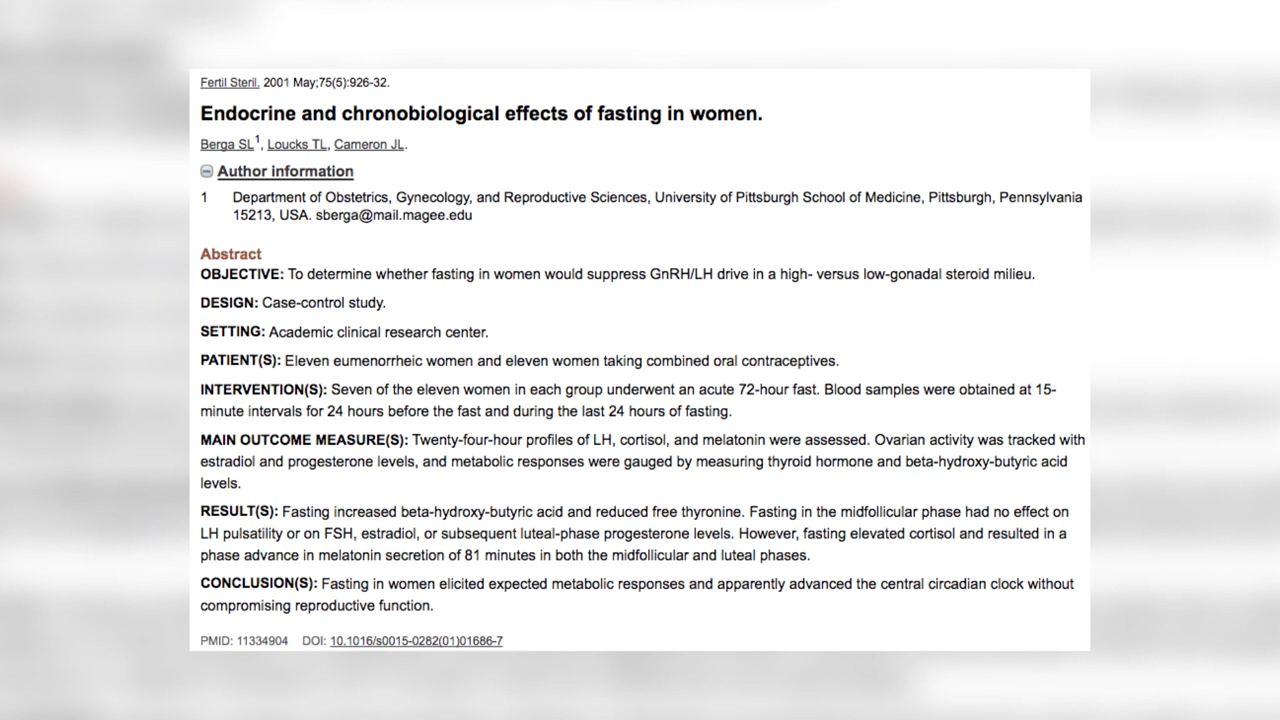 Fertil Steril. 2001 May;75(5):926-32.
Endocrine and chronobiological effects of fasting in women.
Berga SL1, Loucks TL, Cameron JL.
Author information
1 Department of Obstetrics, Gynecology, and Reproductive Sciences, University of Pittsburgh School of Medicine, Pittsburgh, Pennsylvania
15213, USA. sberga@mail.magee.edu
Abstract
OBJECTIVE: To determine whether fasting in women would suppress GnRH/LH drive in a high- versus low-gonadal steroid milieu.
DESIGN: Case-control study.
SETTING: Academic clinical research center.
PATIENT(S): Eleven eumenorrheic women and eleven women taking combined oral contraceptives.
INTERVENTION(S): Seven of the eleven women in each group underwent an acute 72-hour fast. Blood samples were obtained at 15-
minute intervals for 24 hours before the fast and during the last 24 hours of fasting.
MAIN OUTCOME MEASURE(S): Twenty-four-hour profiles of LH, cortisol, and melatonin were assessed. Ovarian activity was tracked with
estradiol and progesterone levels, and metabolic responses were gauged by measuring thyroid hormone and beta-hydroxy-butyric acid
levels.
RESULT(S): Fasting increased beta-hydroxy-butyric acid and reduced free thyronine. Fasting in the midfollicular phase had no effect on
LH pulsatility or on FSH, estradiol, or subsequent luteal-phase progesterone levels. However, fasting elevated cortisol and resulted in a
phase advance in melatonin secretion of 81 minutes in both the midfollicular and luteal phases.
CONCLUSION(S): Fasting in women elicited expected metabolic responses and apparently advanced the central circadian clock without
compromising reproductive function.
PMID: 11334904 DOI: 10.1016/s0015-0282(01)01686-7